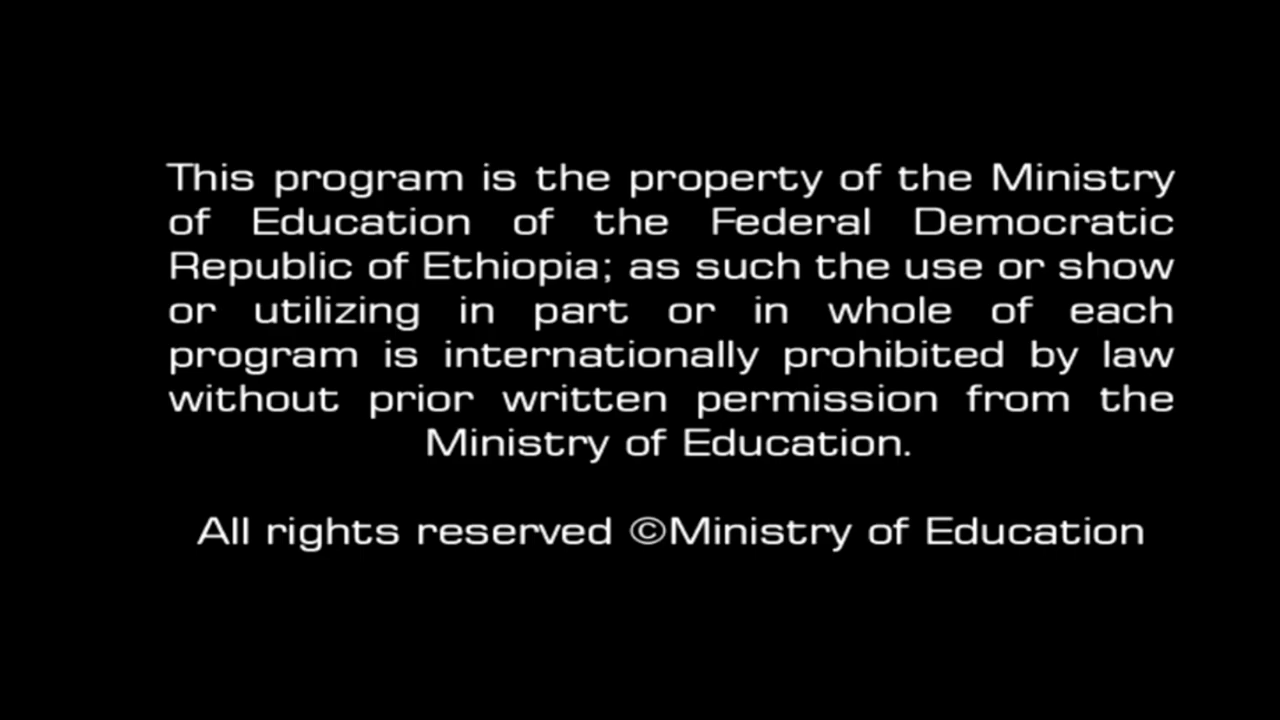 This program is the property of the Ministry
of Education of the Federal Democratic
Republic of Ethiopia; as such the use or show
or utilizing in part or in whole of each
program is internationally prohibited by law
without prior written permission from the
Ministry of Education.
All rights reserved ©Ministry of Education